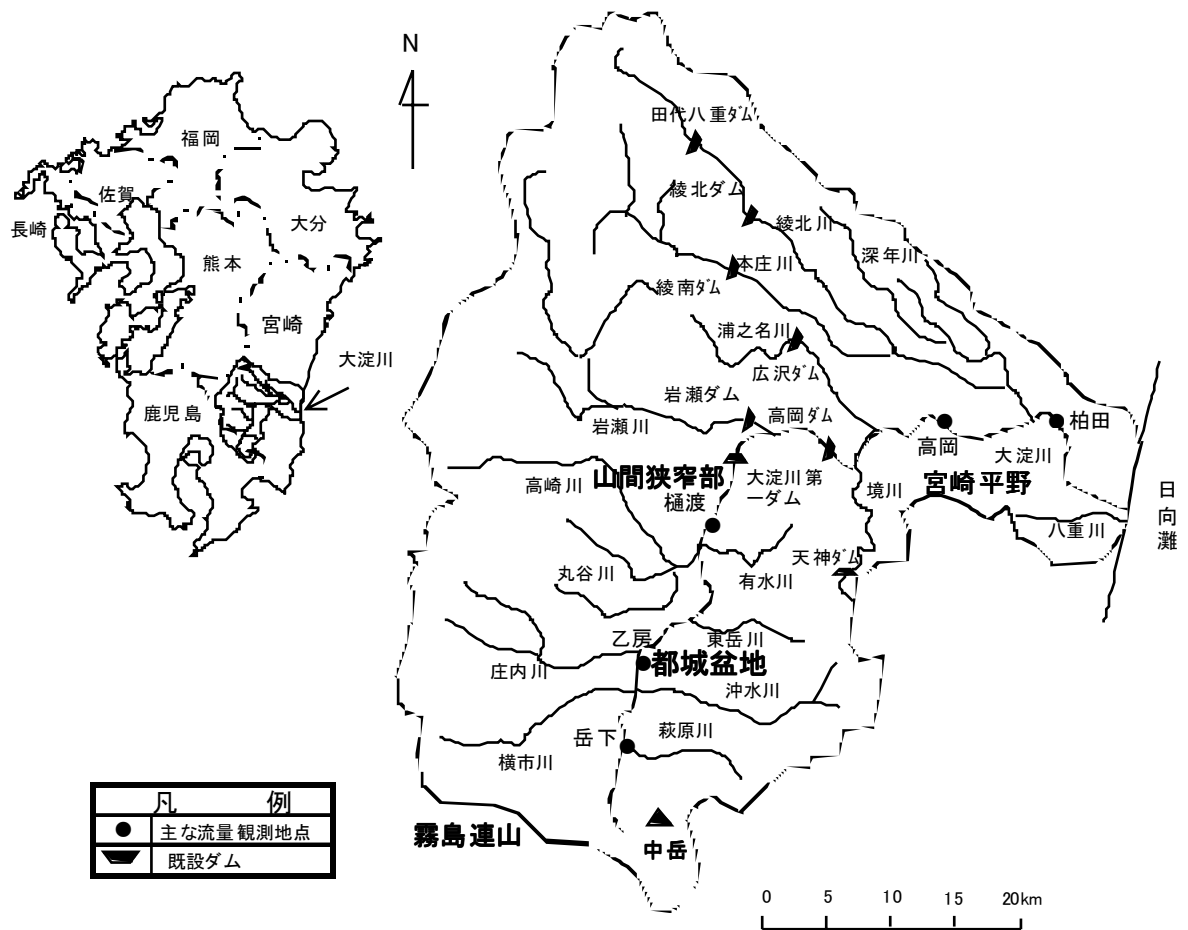 N
福岡
佐賀
長崎
大分
熊本
宮崎
大淀川
鹿児島
田代八重ダム
綾北ダム
綾北川
深年川
本庄川
綾南ダム
浦之名川
広沢ダム
岩瀬ダム
高岡ダム
岩瀬川
高岡
柏田
大淀川
宮崎平野
山間狭窄部
大淀川第
一ダム
高崎川
樋渡
境川
日向灘
八重川
天神ダム
有水川
丸谷川
乙房
東岳川
都城盆地
庄内川
沖水川
岳下
萩原川
横市川
霧島連山
中岳
凡 例
主な流量観測地点
既設ダム
0 5 10 15 20km